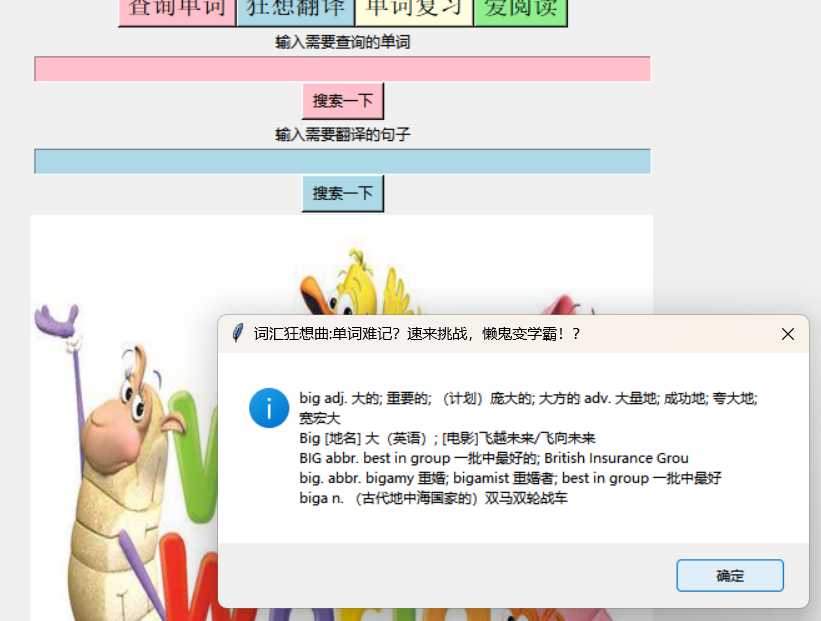 查询单词 狂想翻译 单词复习 爱阅读
输入需要查询的单词
搜索一下
输入需要翻译的句子
搜索一下
词汇狂想曲:单词难记？速来挑战，懒鬼变学霸！?
big adj. 大的; 重要的; （计划）庞大的; 大方的 adv. 大量地; 成功地; 夸大地;
宽宏大
Big [地名] 大（英语）; [电影]飞越未来/飞向未来
BIG abbr. best in group 一批中最好的; British Insurance Grou
big. abbr. bigamy 重婚; bigamist 重婚者; best in group 一批中最好
biga n. （古代地中海国家的）双马双轮战车
确定